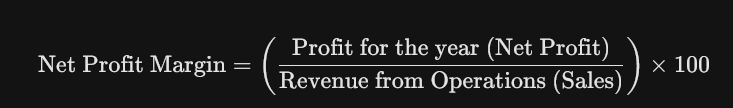 Net Profit Margin = ( Profit for the year (Net Profit) / Revenue from Operations (Sales) ) × 100